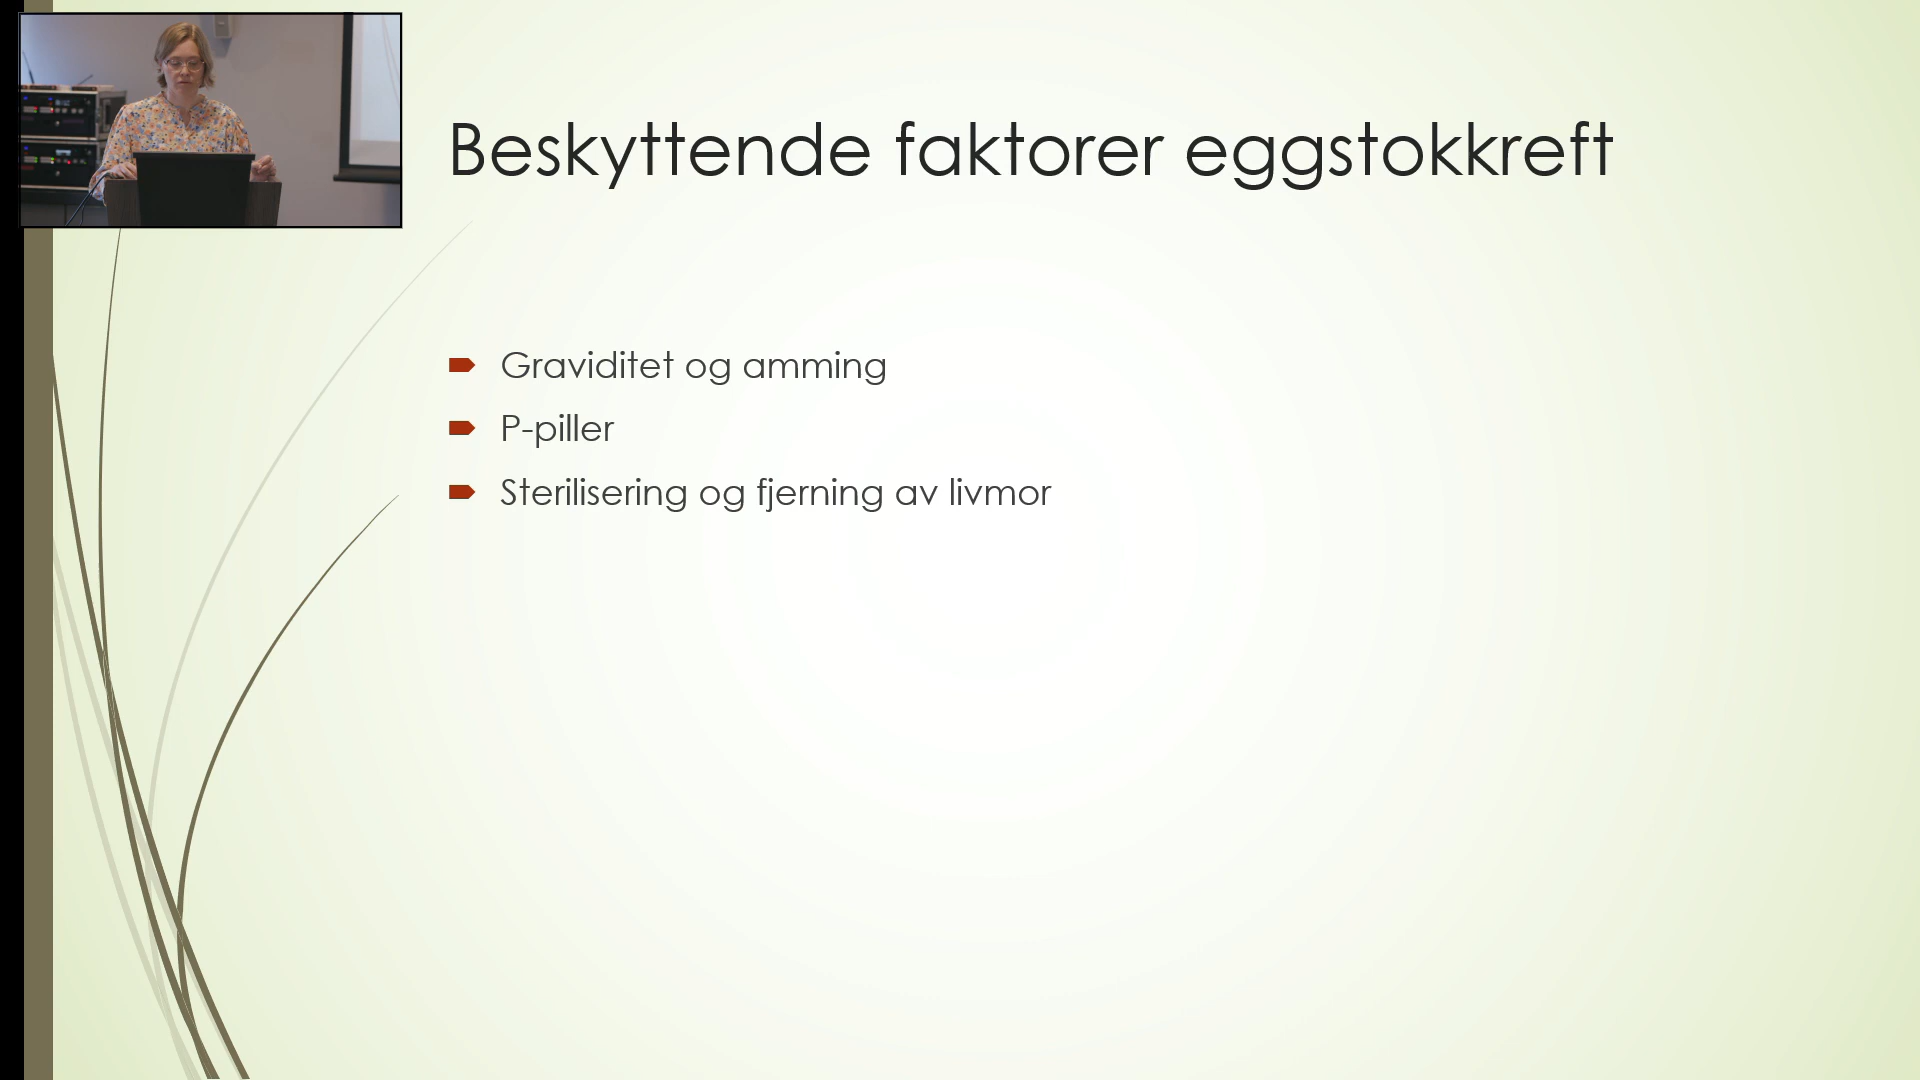 Beskyttende faktorer eggstokkreft
Graviditet og amming
P-piller
Sterilisering og fjerning av livmor